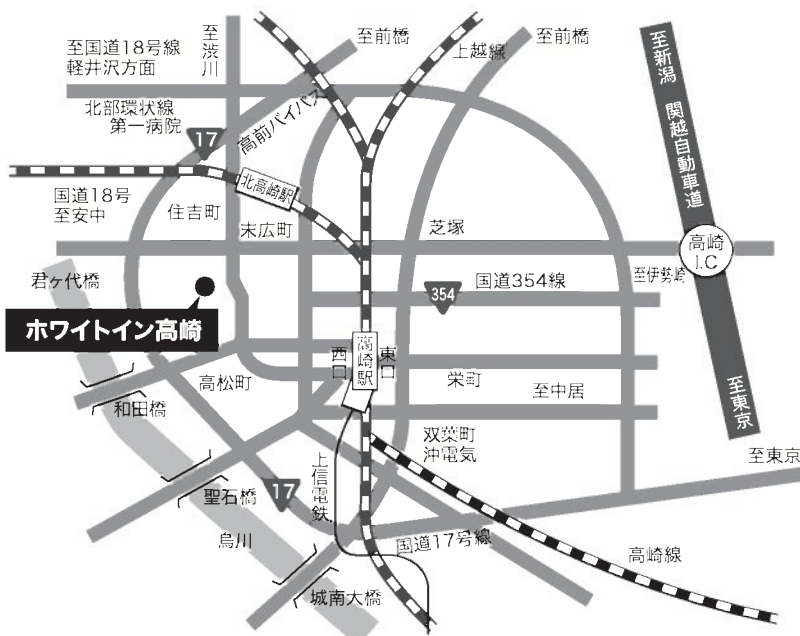 至国道18号線
軽井沢方面
至渋川
至前橋
上越線
至前橋
至新潟
関越自動車道
北部環状線
第一病院
17
高前バイパス
国道18号
至安中
北高崎駅
住吉町
末広町
芝塚
高崎
I.C
君ヶ代橋
至伊勢崎
国道354線
354
ホワイトイン高崎
西口
高崎駅
東口
高松町
栄町
至中居
至東京
和田橋
双葉町
沖電気
至東京
上信電鉄
聖石橋
17
烏川
国道17号線
高崎線
城南大橋